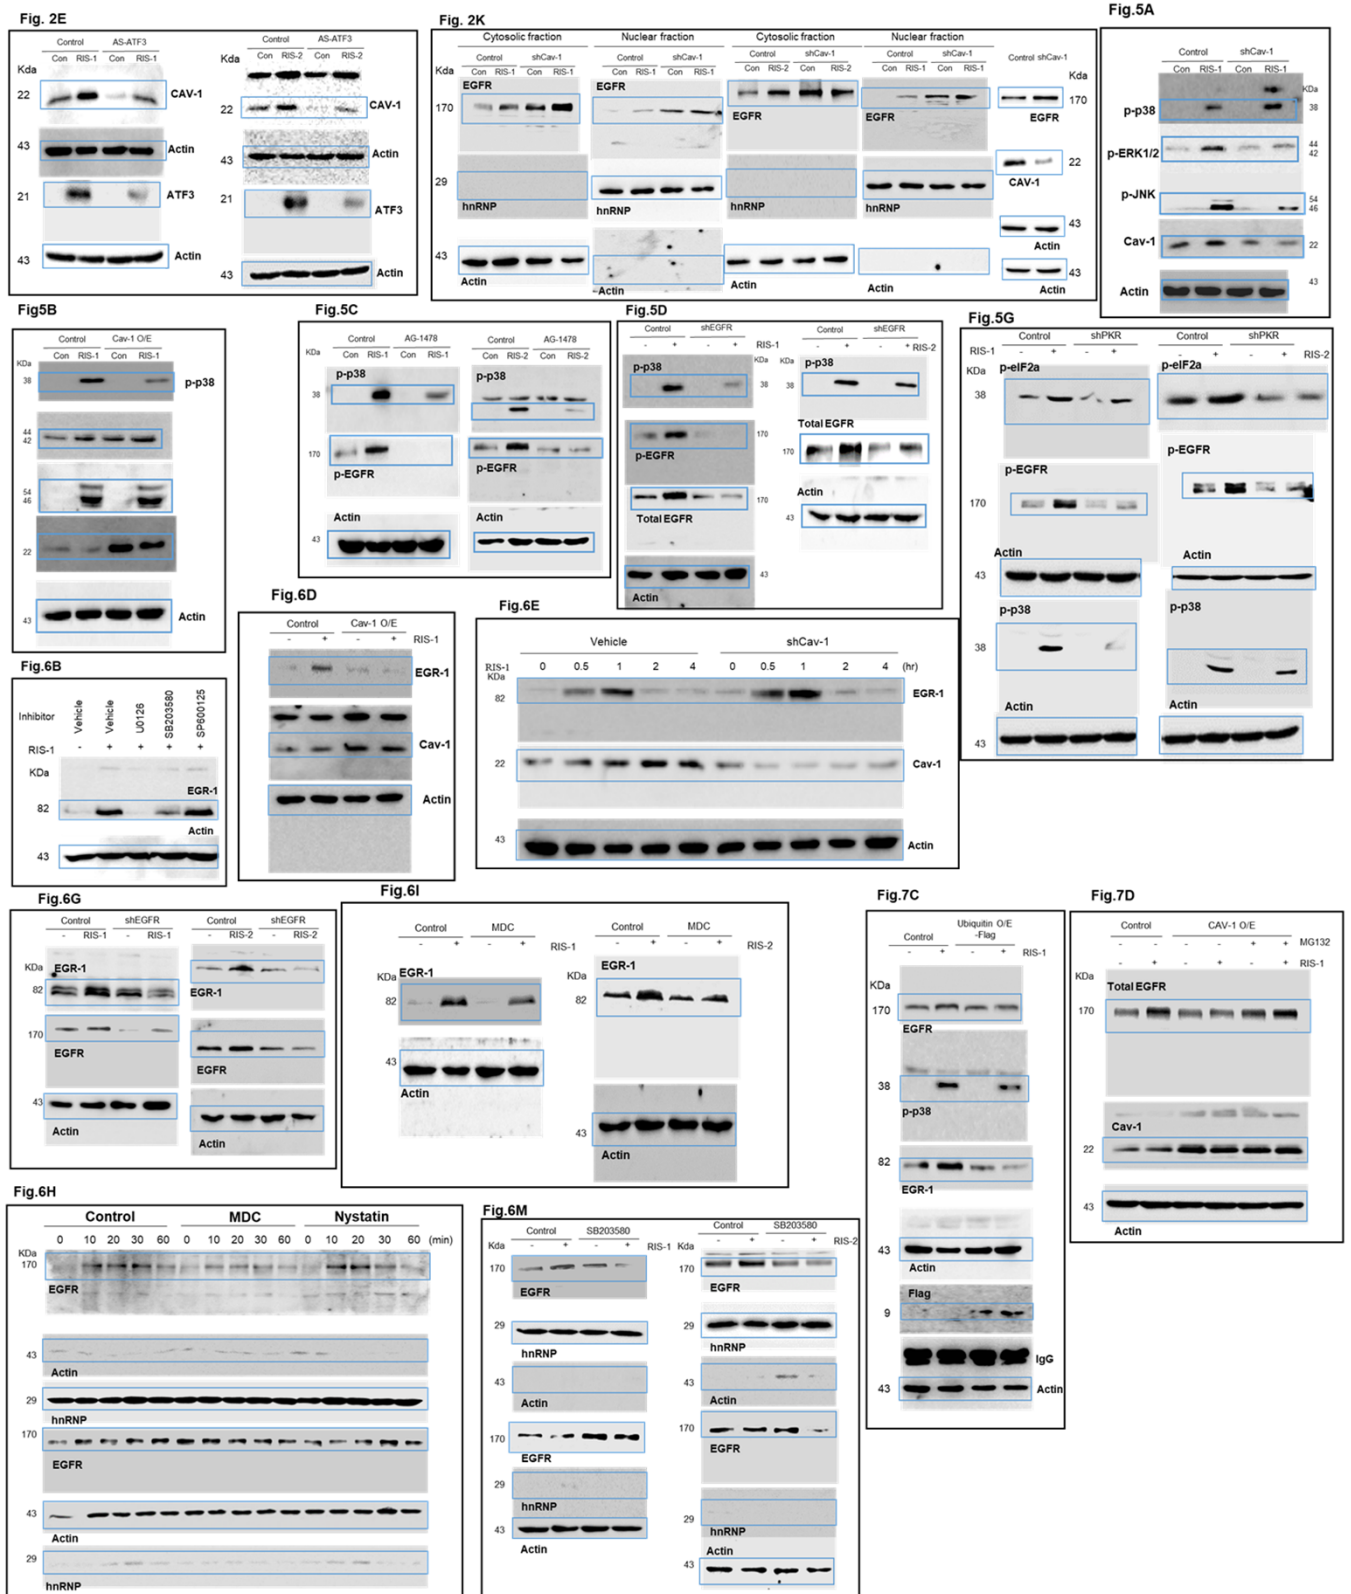 Fig. 2E
Control AS-ATF3 Control AS-ATF3
Con RIS-1 Con RIS-1 Con RIS-2 Con RIS-2
Kda Kda
22 CAV-1 22 CAV-1
43 Actin 43 Actin
21 ATF3 21 ATF3
43 Actin 43 Actin
Fig. 2K
Cytosolic fraction Nuclear fraction Cytosolic fraction Nuclear fraction
Control shCav-1 Control shCav-1 Control shCav-1 Control shCav-1 Control shCav-1
Kda Con RIS-1 Con RIS-1 Con RIS-1 Con RIS-1 Con RIS-2 Con RIS-2 Con RIS-1 Con RIS-1 Kda
EGFR EGFR
170 EGFR EGFR 170
EGFR
22
CAV-1
29
hnRNP hnRNP hnRNP hnRNP
43
Actin
43
Actin Actin Actin Actin
43
Actin
Fig.5A
Control shCav-1
Con RIS-1 Con RIS-1
KDa
p-p38 38
p-ERK1/2 44
42
p-JNK 54
46
Cav-1 22
Actin 43
Fig5B
Control Cav-1 O/E
KDa Con RIS-1 Con RIS-1
38 p-p38
44
42
54
46
22
43 Actin
Fig.5C
Control AG-1478 Control AG-1478
KDa Con RIS-1 Con RIS-1 Con RIS-2 Con RIS-2
p-p38 p-p38
38
170
p-EGFR p-EGFR
Actin Actin
43
Fig.5D
Control shEGFR Control shEGFR
- + - + RIS-1 - + - + RIS-2
KDa KDa
p-p38 p-p38
38 38
Total EGFR
170 170
p-EGFR
Actin
170
Total EGFR 43
43
Actin
Fig.5G
Control shPKR Control shPKR
RIS-1 - + - + - + - + RIS-2
KDa p-eIF2a p-eIF2a
38
p-EGFR p-EGFR
170
Actin Actin
43
p-p38 p-p38
38
Actin Actin
43
Fig.6B
Inhibitor Vehicle Vehicle U0126 SB203580 SP600125
RIS-1 - + + + +
KDa
EGR-1
82
Actin
43
Fig.6D
Control Cav-1 O/E
- + - + RIS-1
EGR-1
Cav-1
Actin
Fig.6E
Vehicle shCav-1
RIS-1 0 0.5 1 2 4 0 0.5 1 2 4 (hr)
KDa
82 EGR-1
22 Cav-1
43 Actin
Fig.6G
Control shEGFR Control shEGFR
- RIS-1 - RIS-1 - RIS-2 - RIS-2
KDa EGR-1
82 EGR-1
170
EGFR EGFR
43
Actin Actin
Fig.6I
Control MDC Control MDC
- + - + RIS-1 - + - + RIS-2
KDa EGR-1 KDa EGR-1
82 82
43
Actin
43
Actin
Fig.7C
Control Ubiquitin O/E
-Flag
- + - + RIS-1
KDa
170
EGFR
38
p-p38
82
EGR-1
43
Actin
Flag
9
IgG
43 Actin
Fig.7D
Control CAV-1 O/E
- - - - + + MG132
- + - + - + RIS-1
KDa
Total EGFR
170
Cav-1
22
43
Actin
Fig.6H
Control MDC Nystatin
0 10 20 30 60 0 10 20 30 60 0 10 20 30 60 (min)
KDa
170
EGFR
43
Actin
29
hnRNP
170
EGFR
43
Actin
29
hnRNP
Fig.6M
Control SB203580 Control SB203580
Kda - + - + RIS-1 Kda - + - + RIS-2
170 170
EGFR EGFR
29 29
hnRNP hnRNP
43 43
Actin Actin
170 170
EGFR EGFR
29 29
hnRNP hnRNP
43 Actin
Actin 43